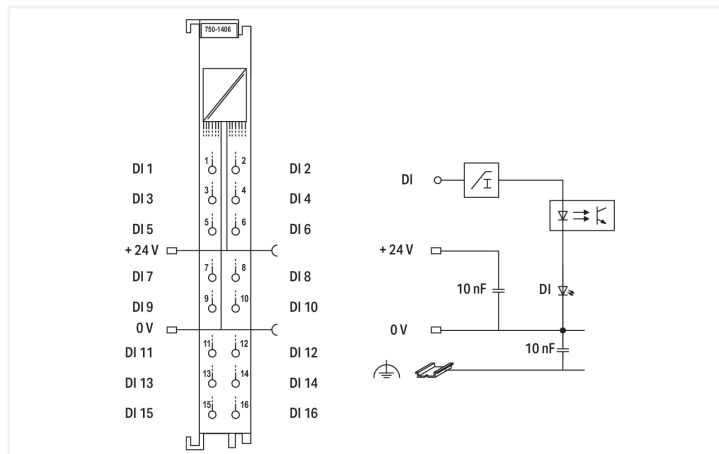 750-1406
1 2
DI 1 DI 2
3 4
DI 3 DI 4
5 6
DI 5 DI 6
+ 24 V
7 8
DI 7 DI 8
9 10
DI 9 DI 10
0 V
11 12
DI 11 DI 12
13 14
DI 13 DI 14
15 16
DI 15 DI 16
DI
I
+ 24 V
10 nF DI
0 V
10 nF